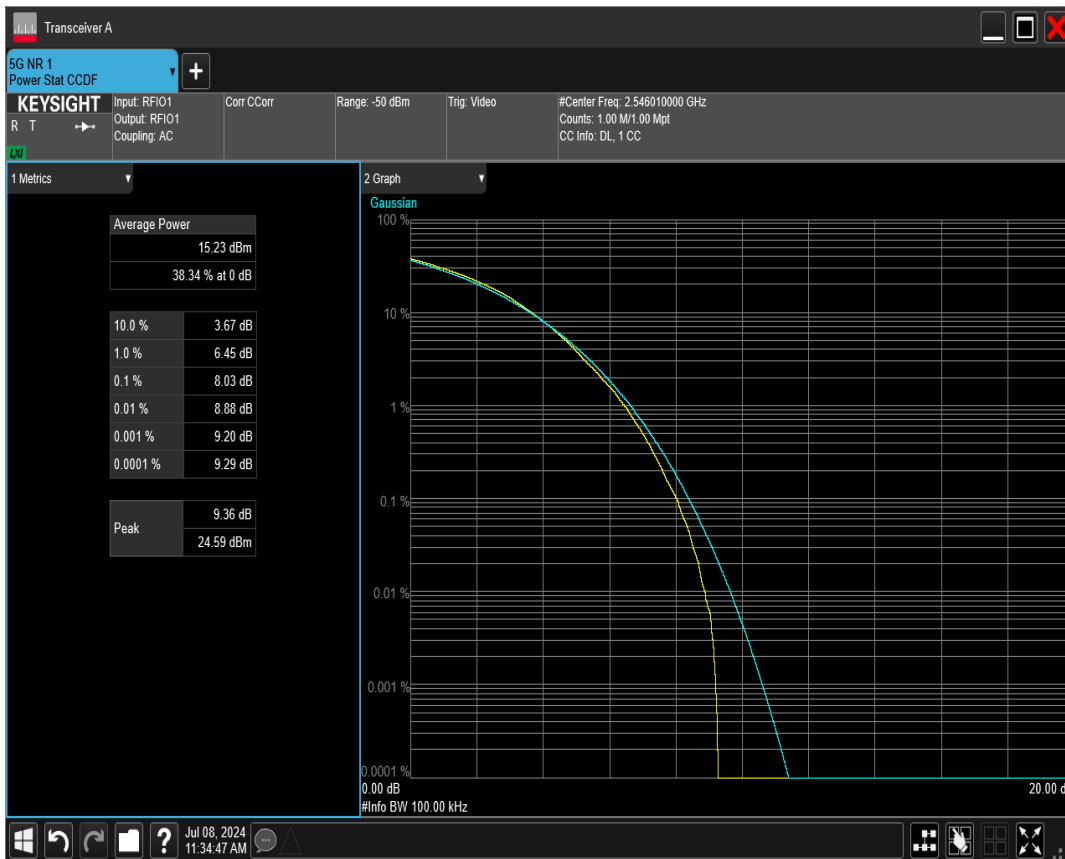 Transceiver A
5G NR 1
Power Stat CCDF
+
KEYSIGHT
R T
LXI
Input: RFIO1
Output: RFIO1
Coupling: AC
Corr CCorr
Range: -50 dBm
Trig: Video
#Center Freq: 2.546010000 GHz
Counts: 1.00 M/1.00 Mpt
CC Info: DL, 1 CC
1 Metrics
Average Power
15.23 dBm
38.34 % at 0 dB
10.0 % 3.67 dB
1.0 % 6.45 dB
0.1 % 8.03 dB
0.01 % 8.88 dB
0.001 % 9.20 dB
0.0001 % 9.29 dB
Peak
9.36 dB
24.59 dBm
2 Graph
Gaussian
100 %
10 %
1 %
0.1 %
0.01 %
0.001 %
0.0001 %
0.00 dB
20.00 d
#Info BW 100.00 kHz
?
Jul 08, 2024
11:34:47 AM